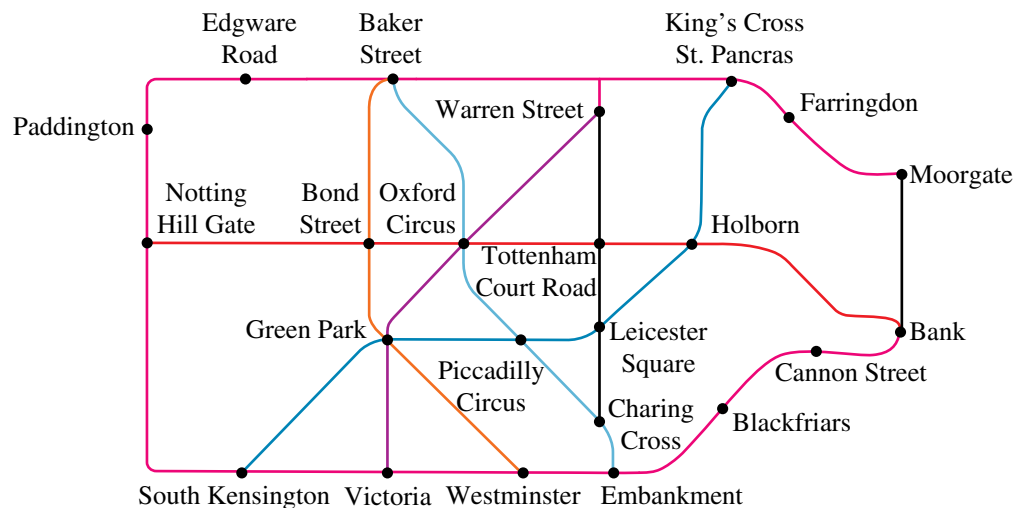 Edgware
Road
Baker
Street
King's Cross
St. Pancras
Warren Street
Farringdon
Paddington
Moorgate
Notting
Hill Gate
Bond
Street
Oxford
Circus
Holborn
Tottenham
Court Road
Green Park
Leicester
Square
Bank
Piccadilly
Circus
Cannon Street
Charing
Cross
Blackfriars
South Kensington
Victoria
Westminster
Embankment